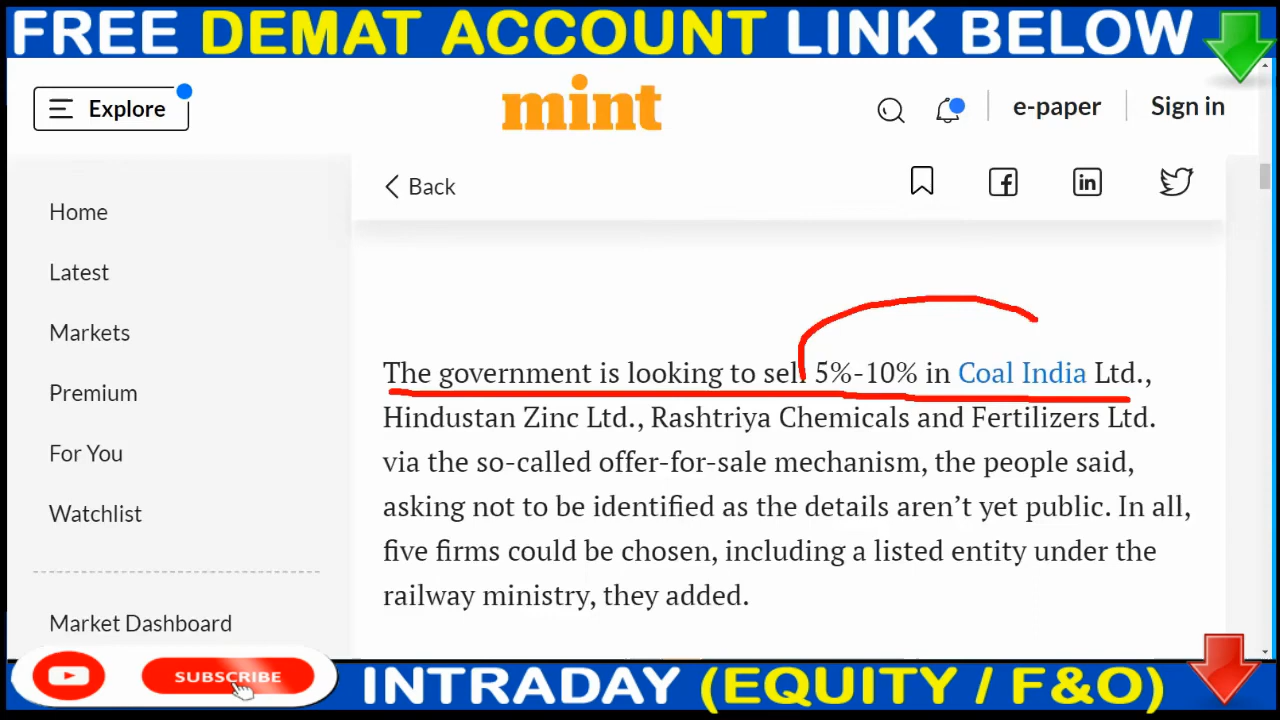 FREE DEMAT ACCOUNT LINK BELOW
Explore
mint
e-paper
Sign in
Back
Home
Latest
Markets
Premium
For You
Watchlist
Market Dashboard
The government is looking to sell 5%-10% in Coal India Ltd.,
Hindustan Zinc Ltd., Rashtriya Chemicals and Fertilizers Ltd.
via the so-called offer-for-sale mechanism, the people said,
asking not to be identified as the details aren’t yet public. In all,
five firms could be chosen, including a listed entity under the
railway ministry, they added.
SUBSCRIBE
INTRADAY (EQUITY / F&O)